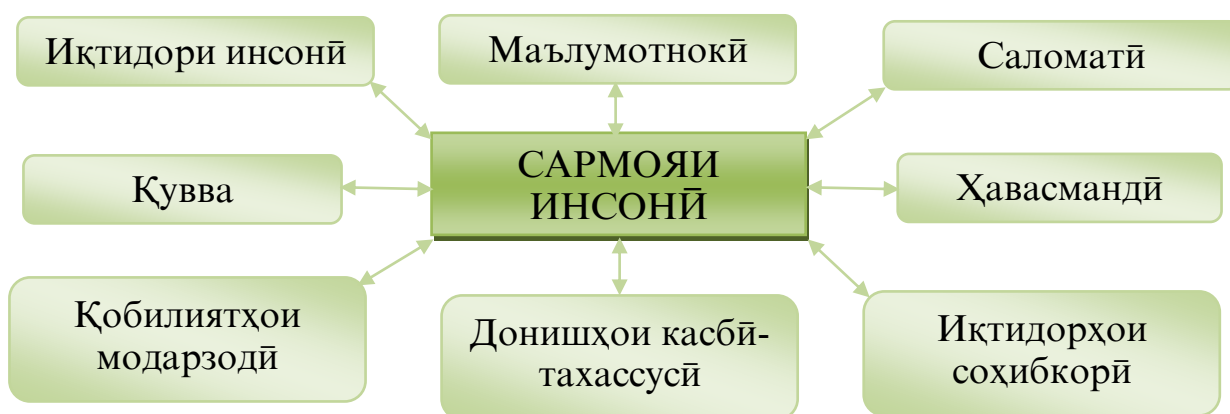 Иқтидори инсонӣ
Маълумотнокӣ
Саломатӣ
Қувва
САРМОЯИ
ИНСОНӢ
Ҳавасмандӣ
Қобилиятҳои
модарзодӣ
Донишҳои касбӣ-
тахассусӣ
Иқтидорҳои
соҳибкорӣ